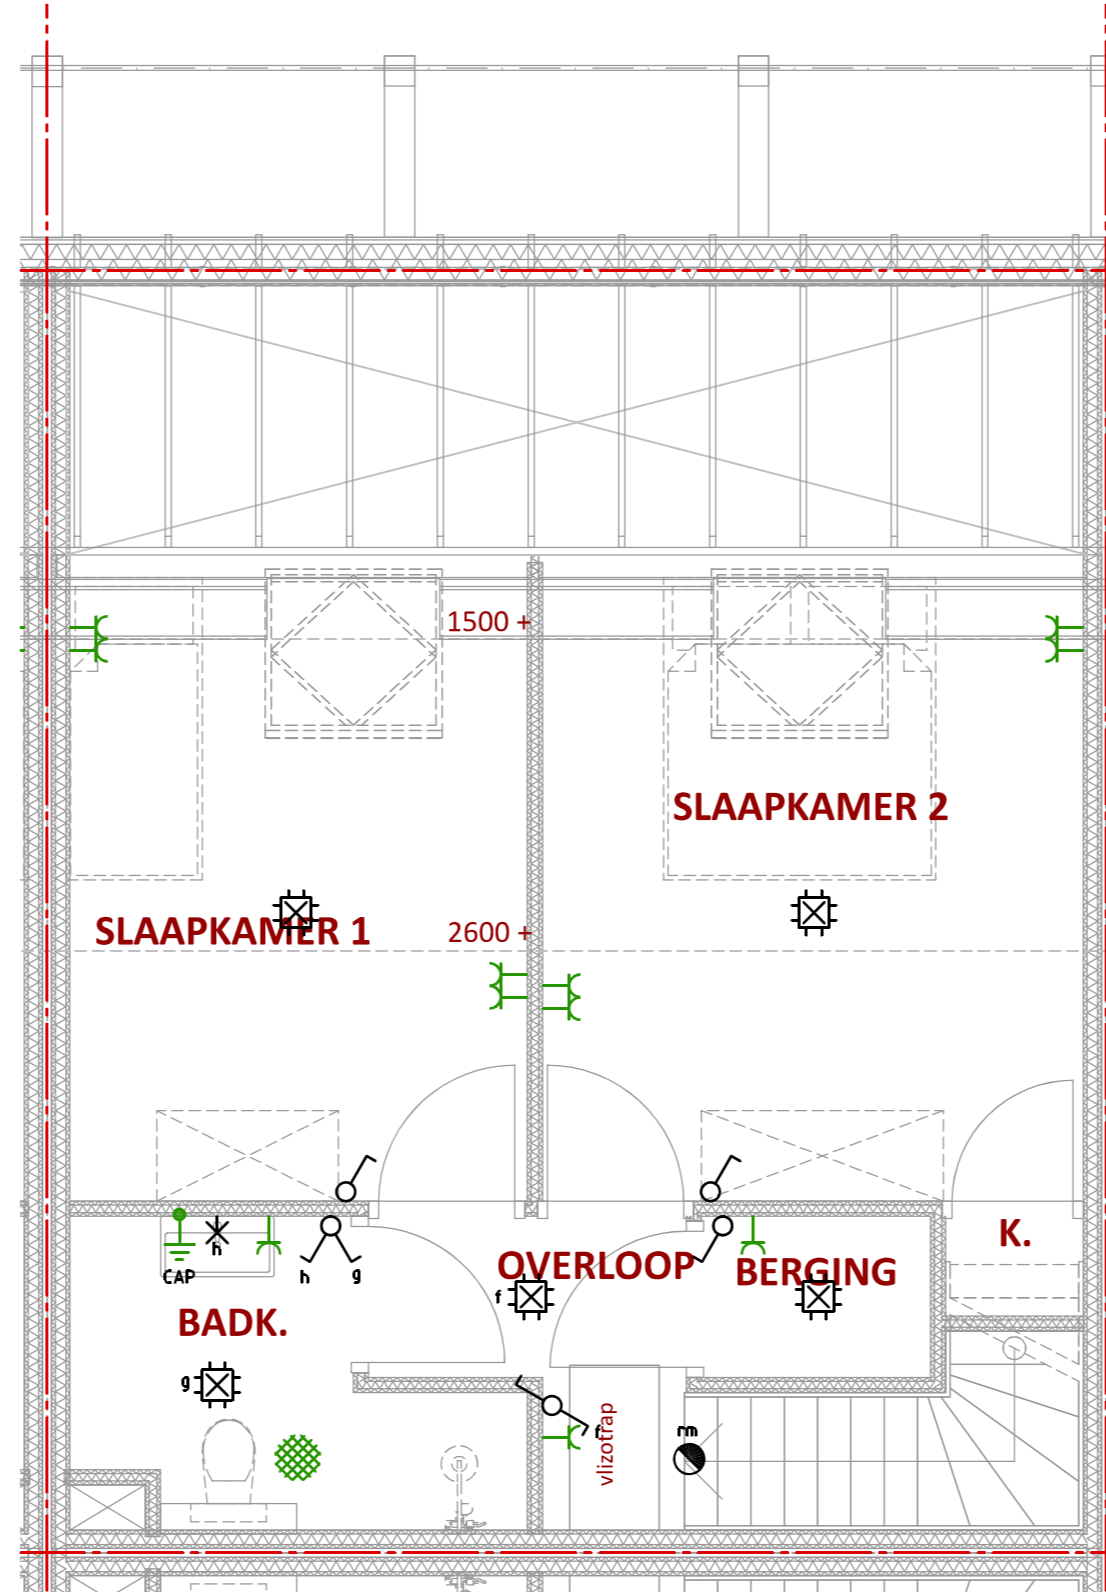 1500 +
SLAAPKAMER 2
SLAAPKAMER 1
2600 +
K.
h
CAP
h
g
OVERLOOP
BERGING
f
BADK.
g
f
vlizotrap
rm